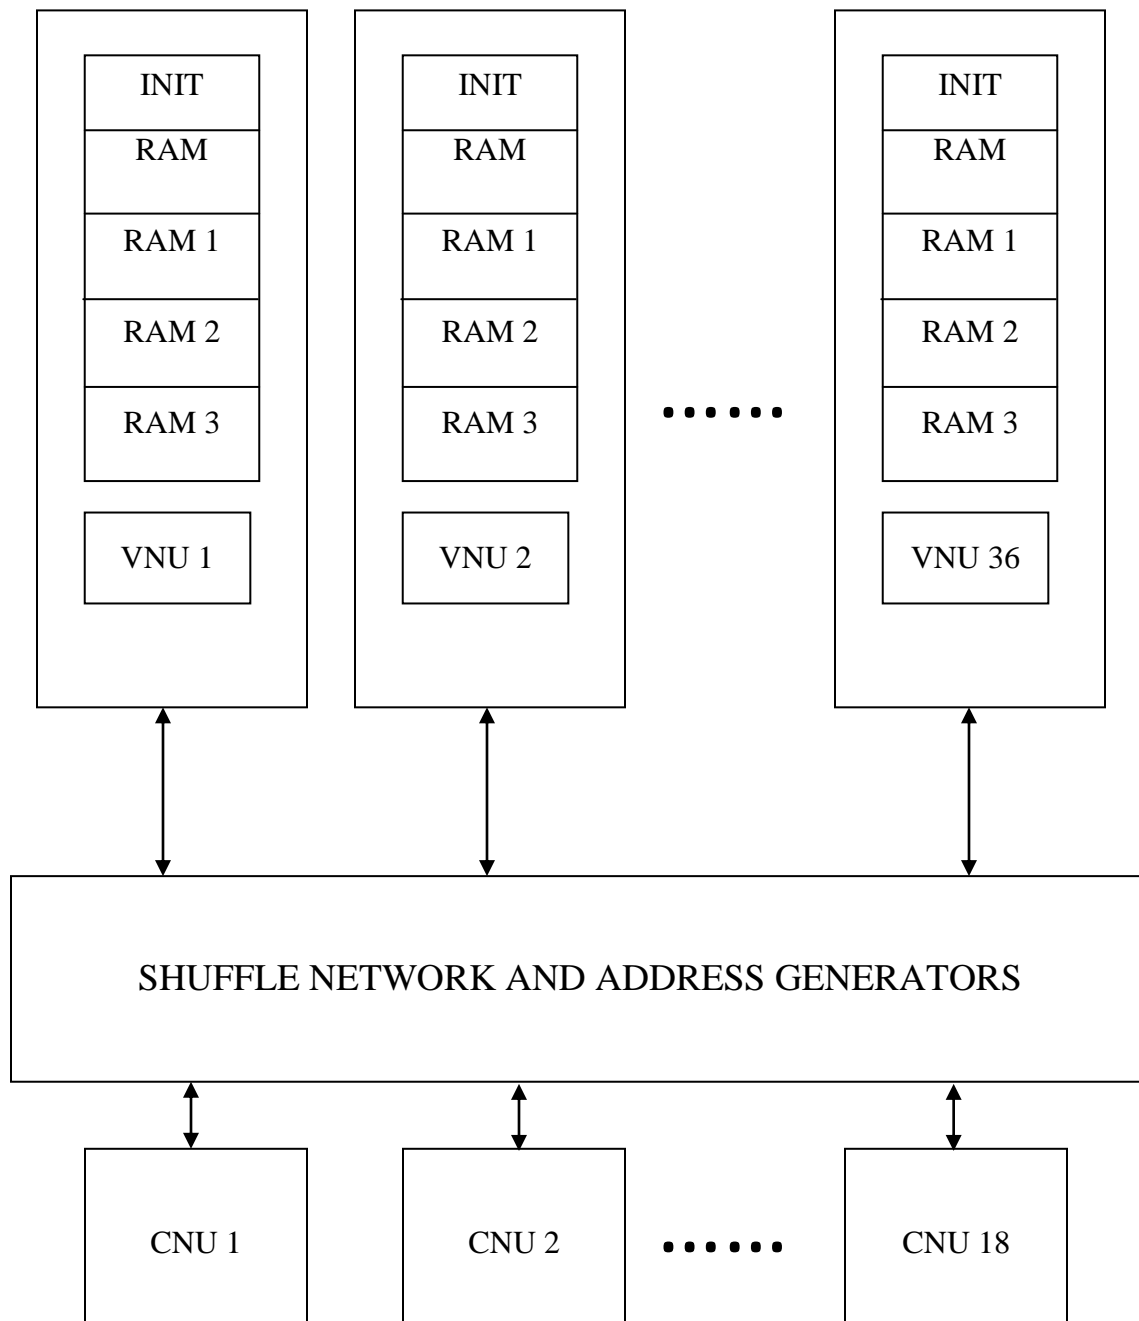 INIT INIT INIT
RAM RAM RAM
RAM 1 RAM 1 RAM 1
RAM 2 RAM 2 RAM 2
RAM 3 RAM 3 RAM 3
......
VNU 1 VNU 2 VNU 36
SHUFFLE NETWORK AND ADDRESS GENERATORS
CNU 1 CNU 2 ...... CNU 18